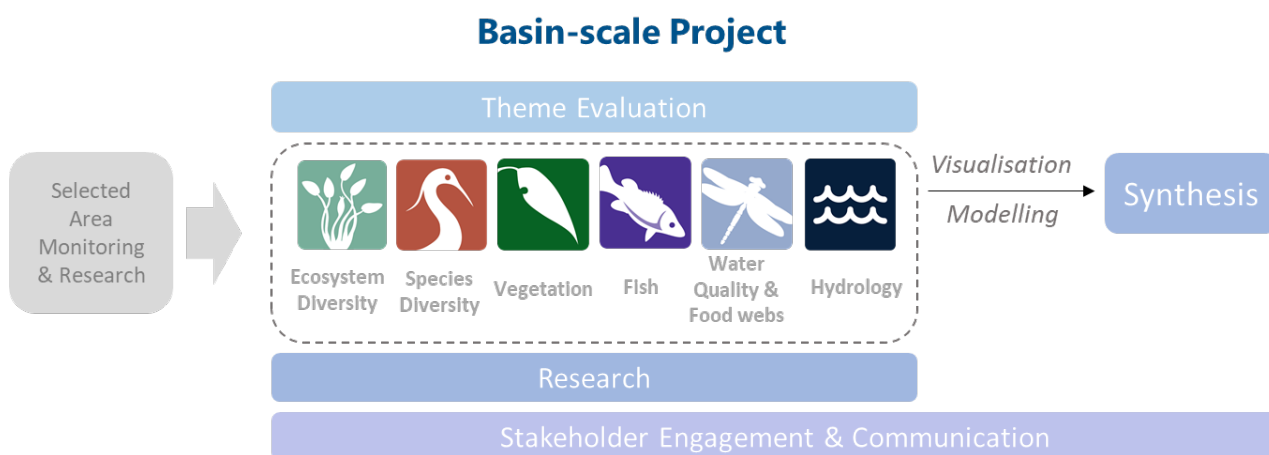 Basin-scale Project
Theme Evaluation
Selected
Area
Monitoring
& Research
Ecosystem
Diversity
Species
Diversity
Vegetation
Fish
Water
Quality &
Food webs
Hydrology
Visualisation
Modelling
Synthesis
Research
Stakeholder Engagement & Communication